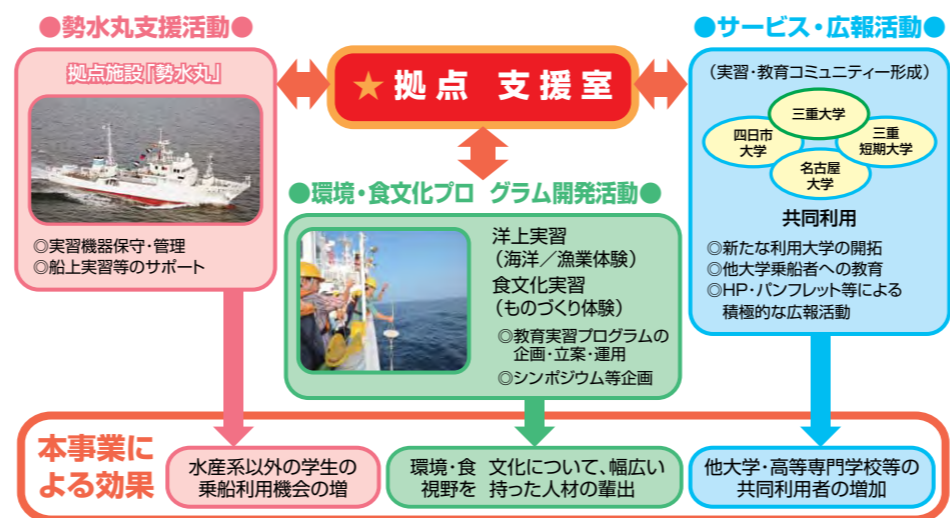 ●勢水丸支援活動●
拠点施設「勢水丸」
◎実習機器保守・管理
◎船上実習等のサポート
★拠点 支援室
●環境・食文化プロ グラム開発活動●
洋上実習
（海洋／漁業体験）
食文化実習
（ものづくり体験）
◎教育実習プログラムの
企画・立案・運用
◎シンポジウム等企画
●サービス・広報活動●
（実習・教育コミュニティー形成）
三重大学
四日市
大学
三重
短期大学
名古屋
大学
共同利用
◎新たな利用大学の開拓
◎他大学乗船者への教育
◎HP・パンフレット等による
積極的な広報活動
本事業に
よる効果
水産系以外の学生の
乗船利用機会の増
環境・食 文化について、幅広い
視野を 持った人材の輩出
他大学・高等専門学校等の
共同利用者の増加